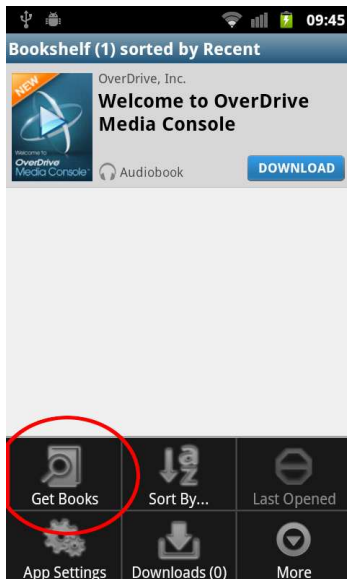 09:45
Bookshelf (1) sorted by Recent
NEW
OverDrive, Inc.
Welcome to OverDrive
Media Console
Welcome to
OverDrive
Media Console
Audiobook
DOWNLOAD
Get Books
Sort By...
Last Opened
App Settings
Downloads (0)
More